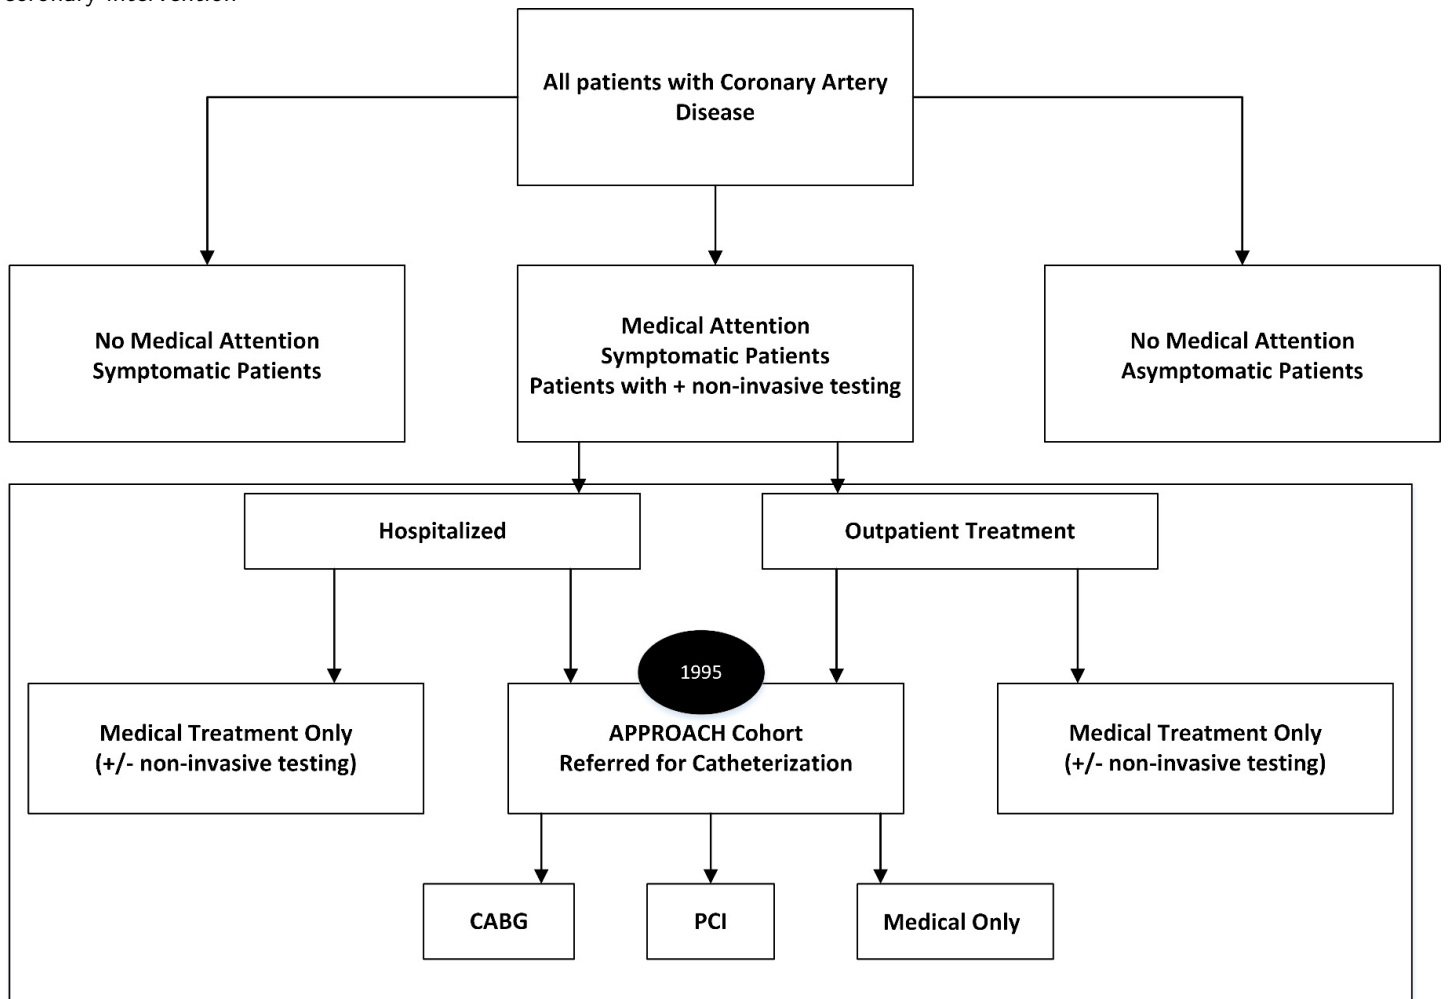 coronary intervention
All patients with Coronary Artery
Disease
No Medical Attention
Symptomatic Patients
Medical Attention
Symptomatic Patients
Patients with + non-invasive testing
No Medical Attention
Asymptomatic Patients
Hospitalized
Outpatient Treatment
1995
Medical Treatment Only
(+/- non-invasive testing)
APPROACH Cohort
Referred for Catheterization
Medical Treatment Only
(+/- non-invasive testing)
CABG
PCI
Medical Only